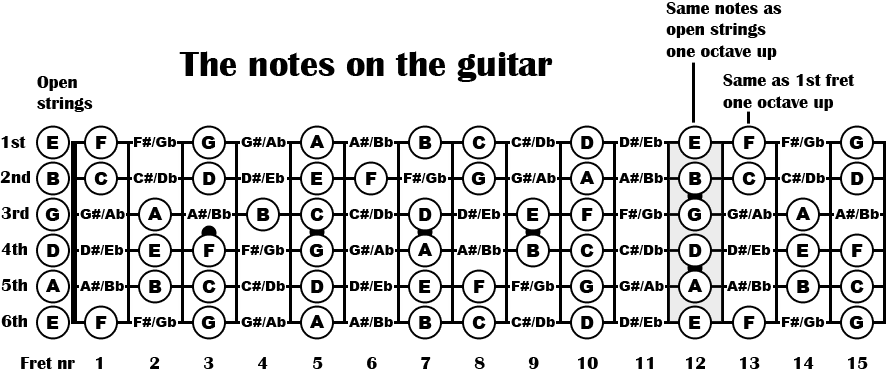 Same notes as
open strings
one octave up
The notes on the guitar
Open
strings
Same as 1st fret
one octave up
1st E F F#/Gb G G#/Ab A A#/Bb B C C#/Db D D#/Eb E F F#/Gb G
2nd B C C#/Db D D#/Eb E F F#/Gb G G#/Ab A A#/Bb B C C#/Db D
3rd G G#/Ab A A#/Bb B C C#/Db D D#/Eb E F F#/Gb G G#/Ab A A#/Bb
4th D D#/Eb E F F#/Gb G G#/Ab A A#/Bb B C C#/Db D D#/Eb E F
5th A A#/Bb B C C#/Db D D#/Eb E F F#/Gb G G#/Ab A A#/Bb B C
6th E F F#/Gb G G#/Ab A A#/Bb B C C#/Db D D#/Eb E F F#/Gb G
Fret nr 1 2 3 4 5 6 7 8 9 10 11 12 13 14 15